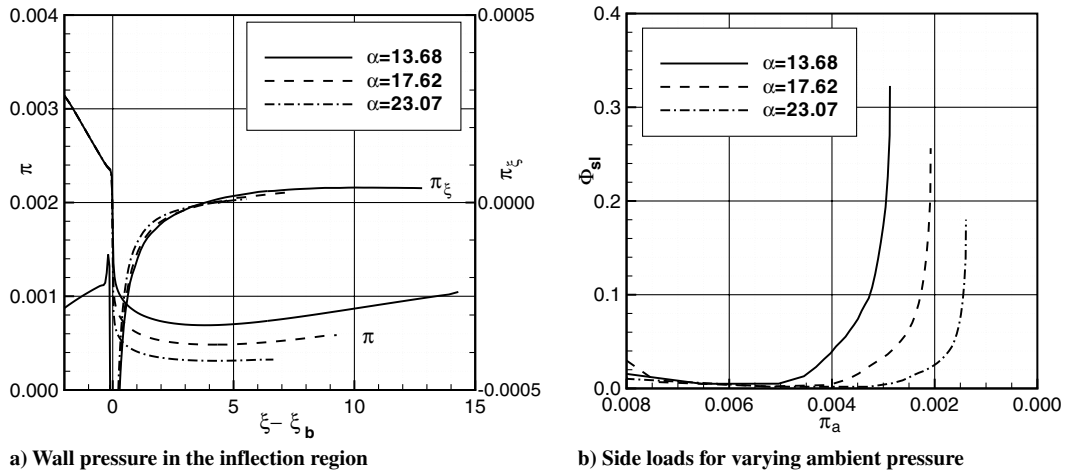 0.004
0.003
0.002
0.001
0.000
π
0.0005
0.0000
-0.0005
π_ξ
α=13.68
α=17.62
α=23.07
π_ξ
π
0 5 10 15
ξ− ξ_b
a) Wall pressure in the inflection region
0.4
0.3
0.2
0.1
0.0
Φ_sl
α=13.68
α=17.62
α=23.07
0.008 0.006 0.004 0.002 0.000
π_a
b) Side loads for varying ambient pressure